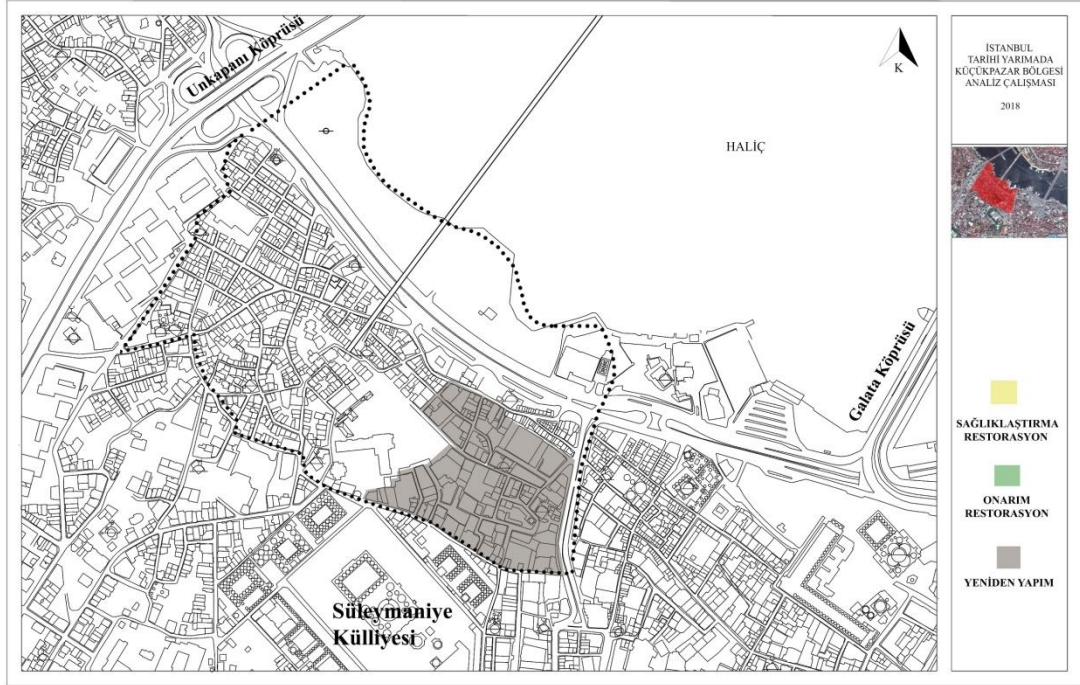 Unkapanı Köprüsü
K
HALİÇ
Galata Köprüsü
Süleymaniye
Külliyesi
İSTANBUL
TARİHİ YARIMADA
KÜÇÜKPAZAR BÖLGESİ
ANALİZ ÇALIŞMASI
2018
SAĞLIKLAŞTIRMA
RESTORASYON
ONARIM
RESTORASYON
YENİDEN YAPIM